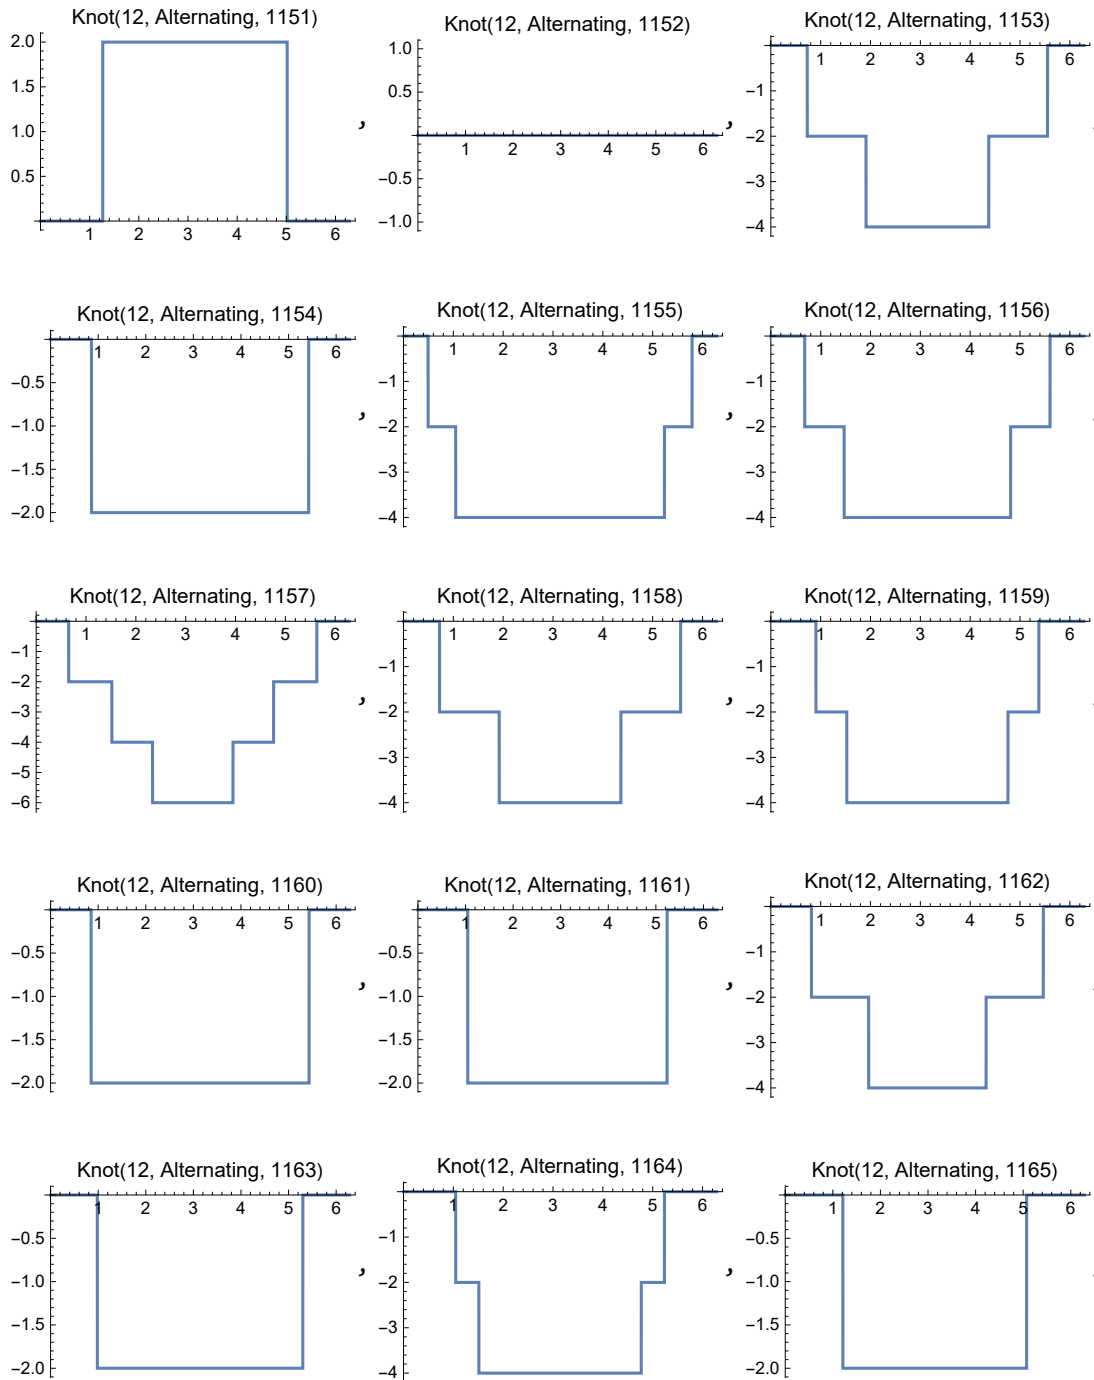 Knot(12, Alternating, 1151)
2.0
1.5
1.0
0.5
1 2 3 4 5 6
,
Knot(12, Alternating, 1152)
1.0
0.5
1 2 3 4 5 6
−0.5
−1.0
,
Knot(12, Alternating, 1153)
1 2 3 4 5 6
−1
−2
−3
−4
Knot(12, Alternating, 1154)
1 2 3 4 5 6
−0.5
−1.0
−1.5
−2.0
,
Knot(12, Alternating, 1155)
1 2 3 4 5 6
−1
−2
−3
−4
,
Knot(12, Alternating, 1156)
1 2 3 4 5 6
−1
−2
−3
−4
Knot(12, Alternating, 1157)
1 2 3 4 5 6
−1
−2
−3
−4
−5
−6
,
Knot(12, Alternating, 1158)
1 2 3 4 5 6
−1
−2
−3
−4
,
Knot(12, Alternating, 1159)
1 2 3 4 5 6
−1
−2
−3
−4
Knot(12, Alternating, 1160)
1 2 3 4 5 6
−0.5
−1.0
−1.5
−2.0
,
Knot(12, Alternating, 1161)
1 2 3 4 5 6
−0.5
−1.0
−1.5
−2.0
,
Knot(12, Alternating, 1162)
1 2 3 4 5 6
−1
−2
−3
−4
Knot(12, Alternating, 1163)
1 2 3 4 5 6
−0.5
−1.0
−1.5
−2.0
,
Knot(12, Alternating, 1164)
1 2 3 4 5 6
−1
−2
−3
−4
,
Knot(12, Alternating, 1165)
1 2 3 4 5 6
−0.5
−1.0
−1.5
−2.0